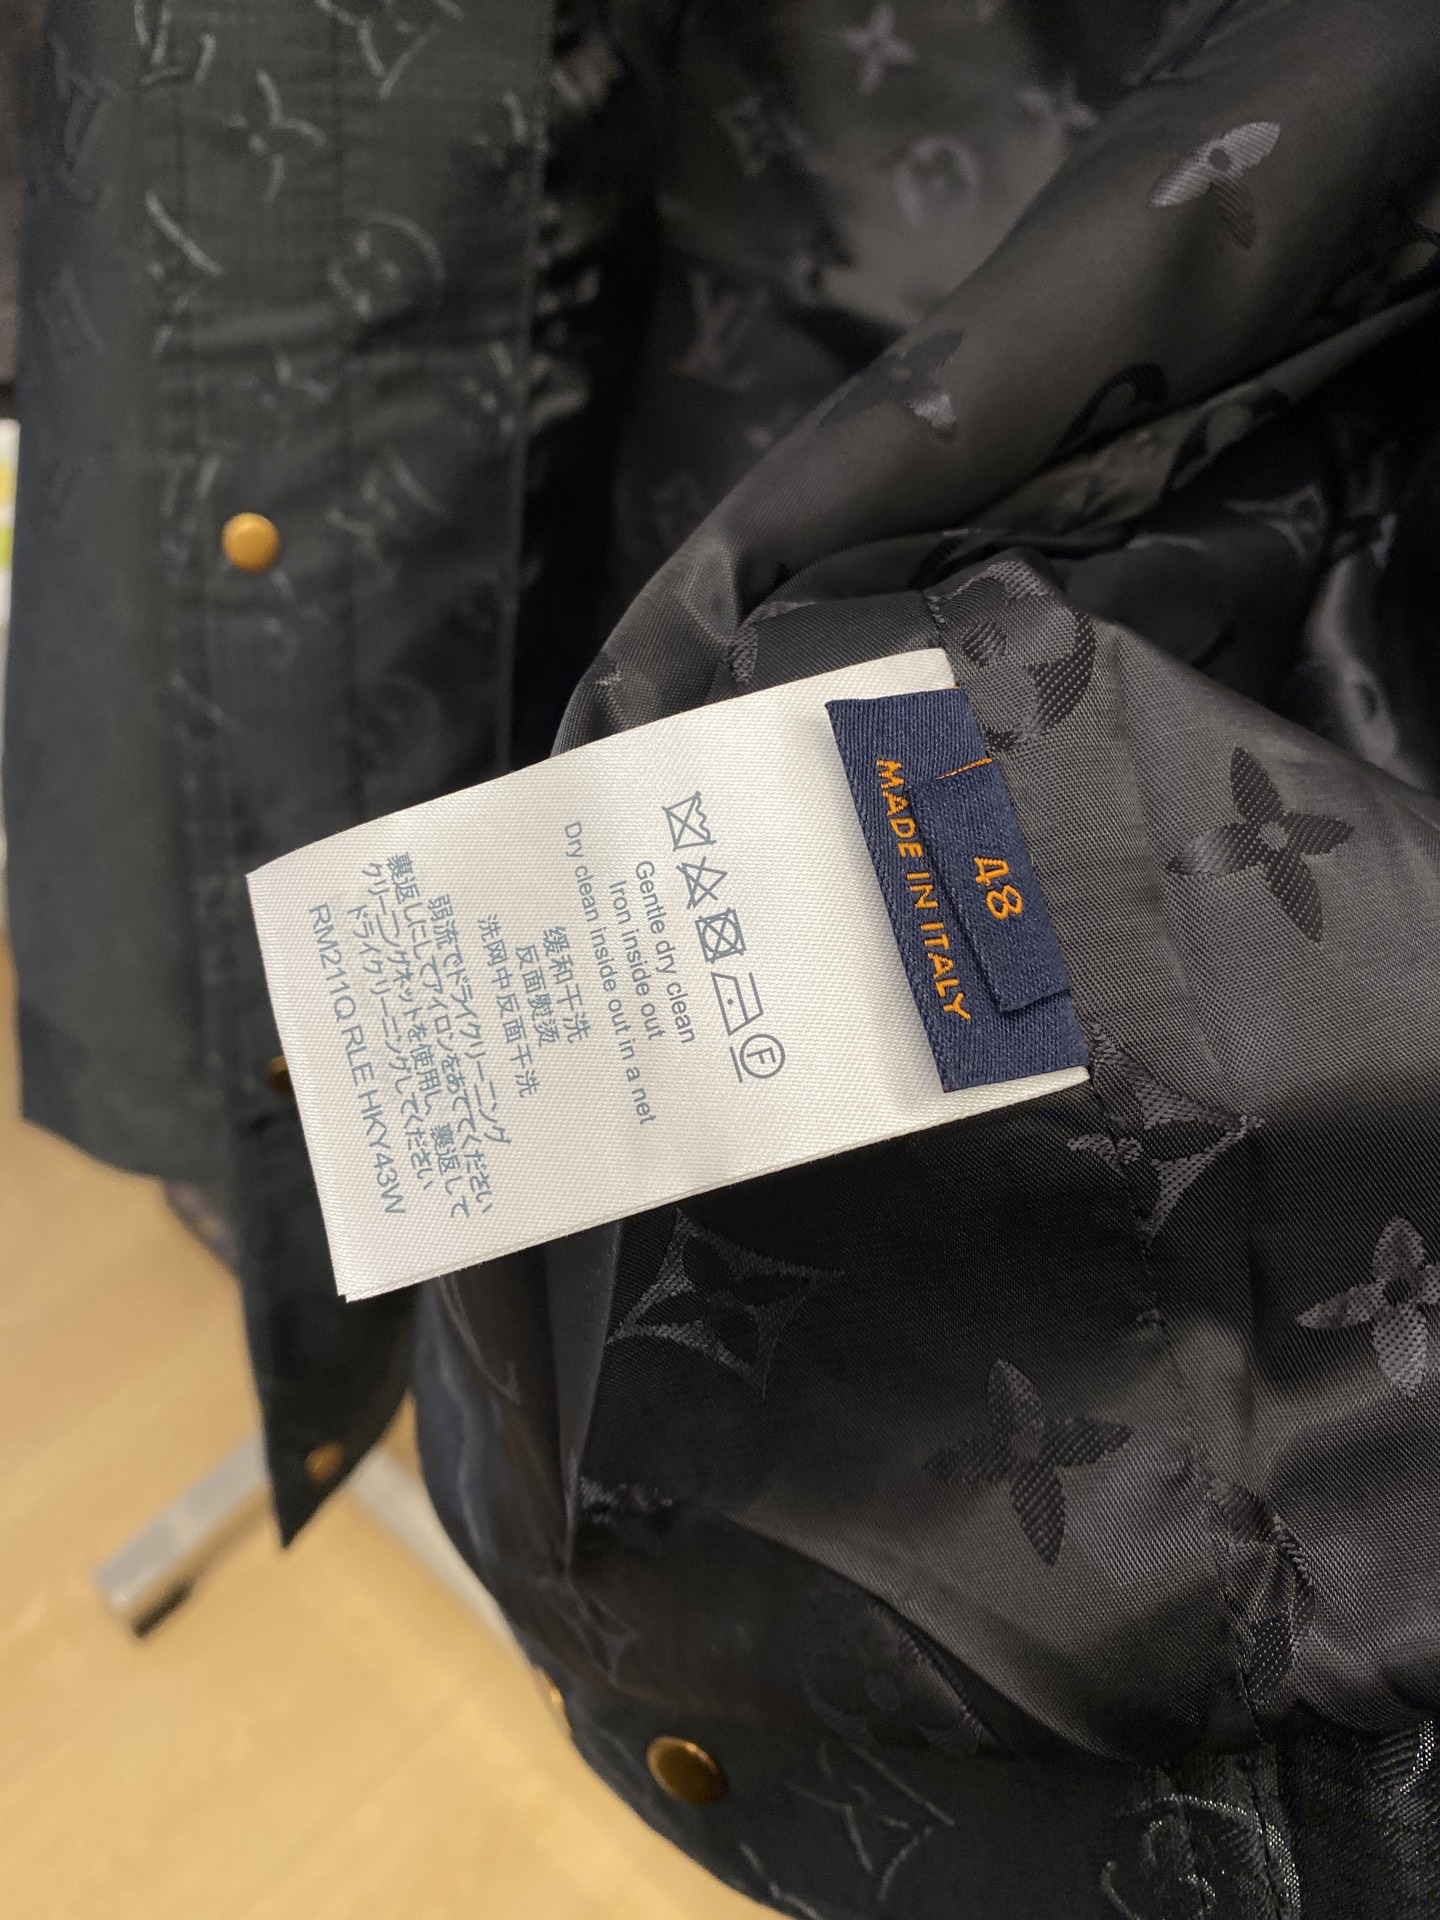 MADE IN ITALY
48
F
Gentle dry clean
Iron inside out
Dry clean inside out in a net
缓和干洗
反面熨烫
洗网中反面干洗
弱流でドライクリーニング
裏返しにしてアイロンをあててください
クリーニングネットを使用し、裏返して
ドライクリーニングしてください
RM211Q RLE HKY43W